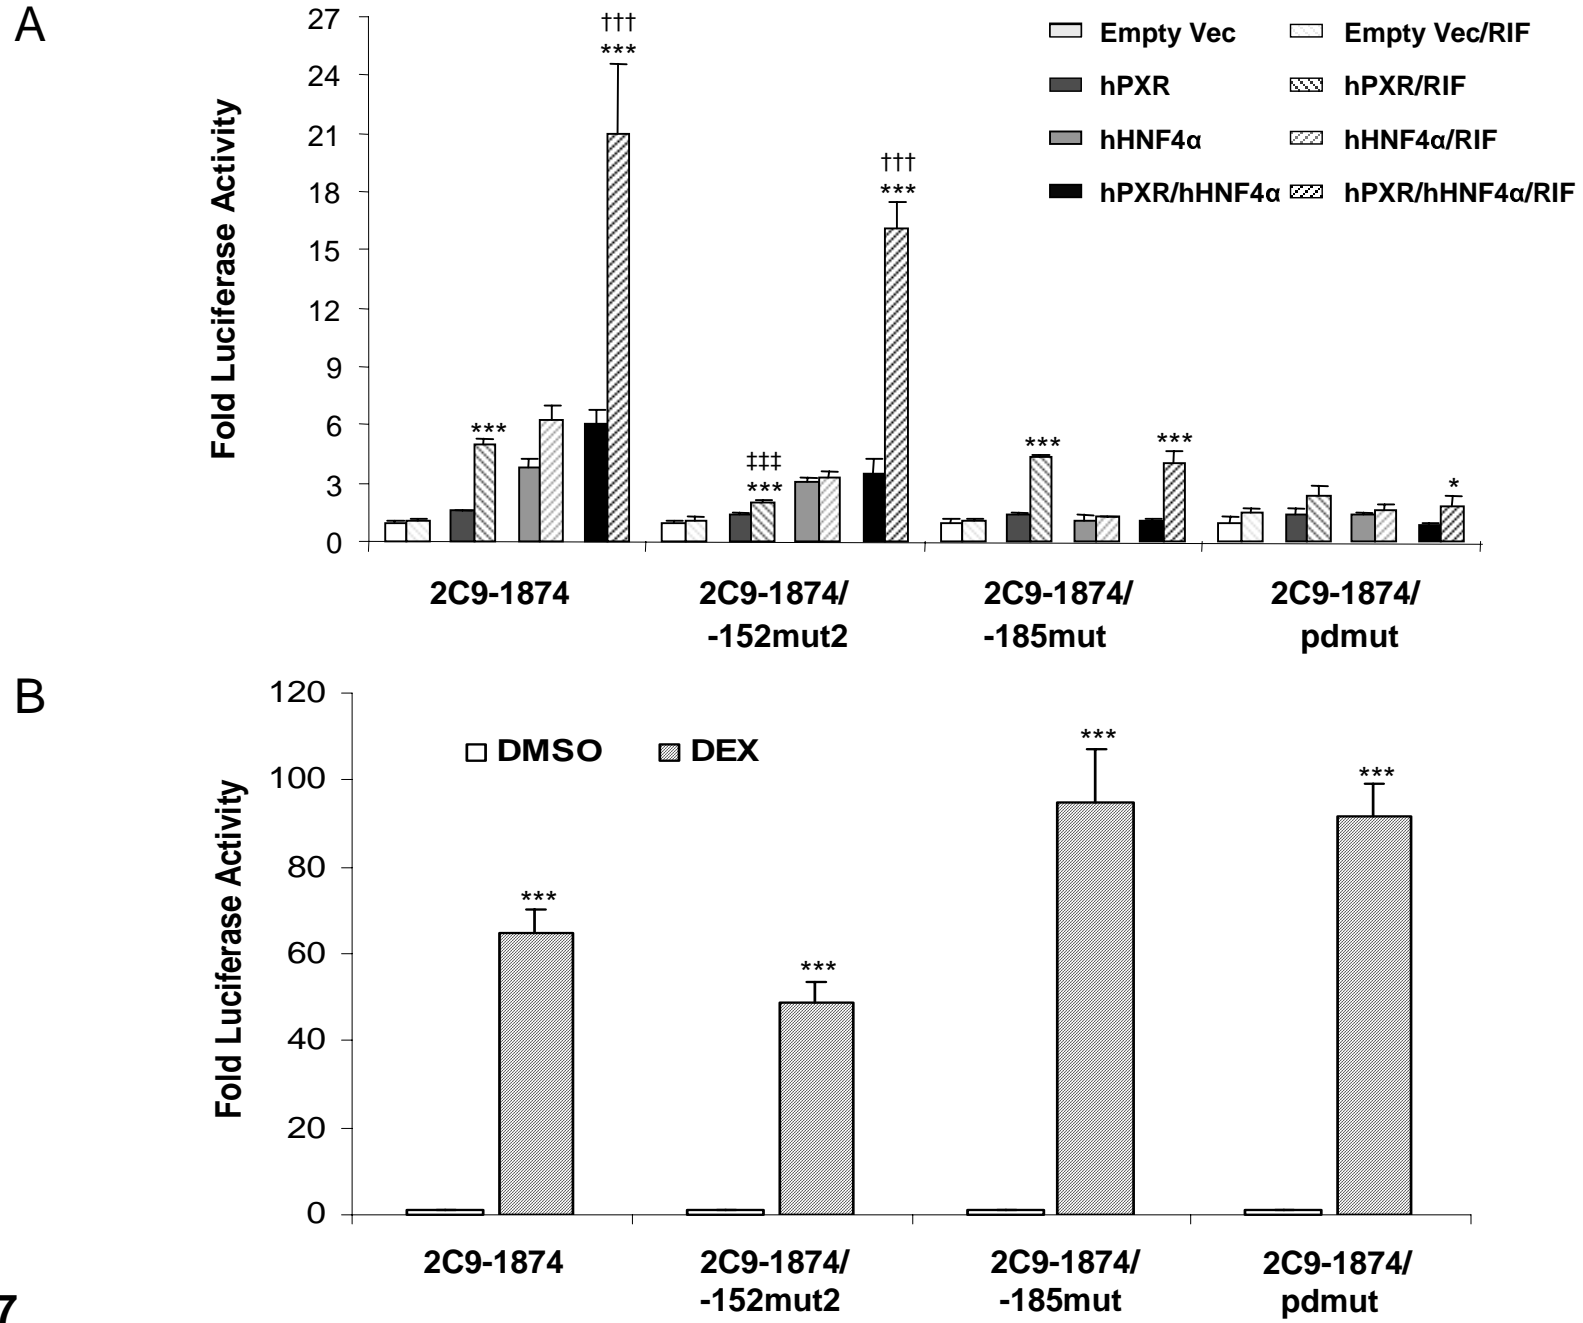 A
Fold Luciferase Activity
27
24
21
18
15
12
9
6
3
0
Empty Vec
Empty Vec/RIF
hPXR
hPXR/RIF
hHNF4α
hHNF4α/RIF
hPXR/hHNF4α
hPXR/hHNF4α/RIF
***
†††
***
‡‡‡
***
†††
***
***
***
*
2C9-1874
2C9-1874/
-152mut2
2C9-1874/
-185mut
2C9-1874/
pdmut
B
Fold Luciferase Activity
120
100
80
60
40
20
0
DMSO
DEX
***
***
***
***
2C9-1874
2C9-1874/
-152mut2
2C9-1874/
-185mut
2C9-1874/
pdmut
7